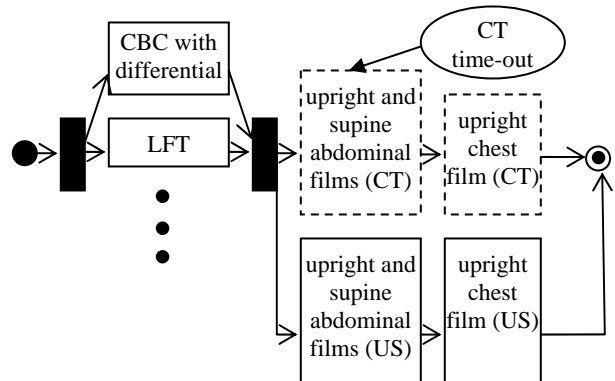 CBC with
differential
LFT
CT
time-out
upright and
supine
abdominal
films (CT)
upright
chest
film (CT)
upright and
supine
abdominal
films (US)
upright
chest
film (US)